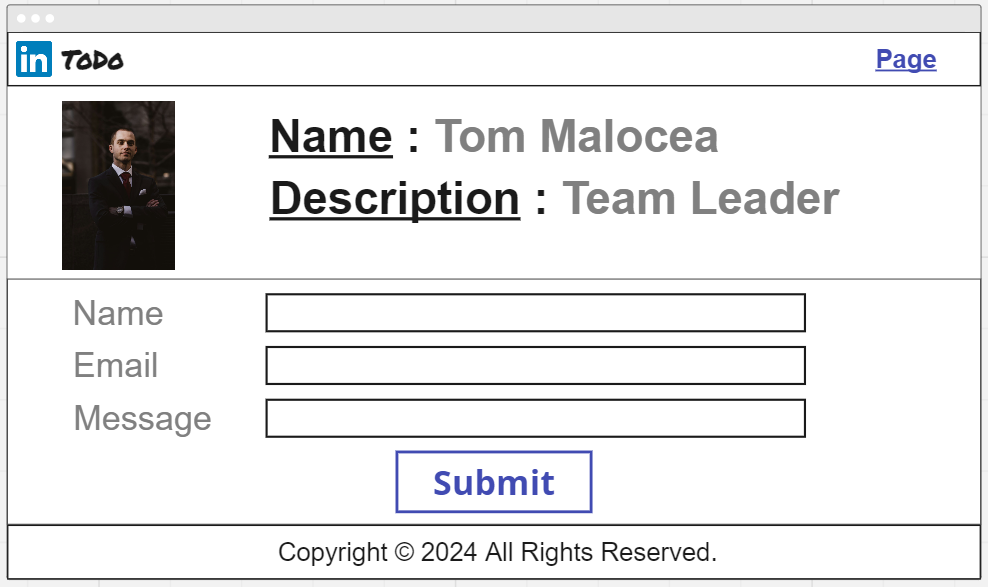 in ToDo Page
Name : Tom Malocea
Description : Team Leader
Name
Email
Message
Submit
Copyright © 2024 All Rights Reserved.